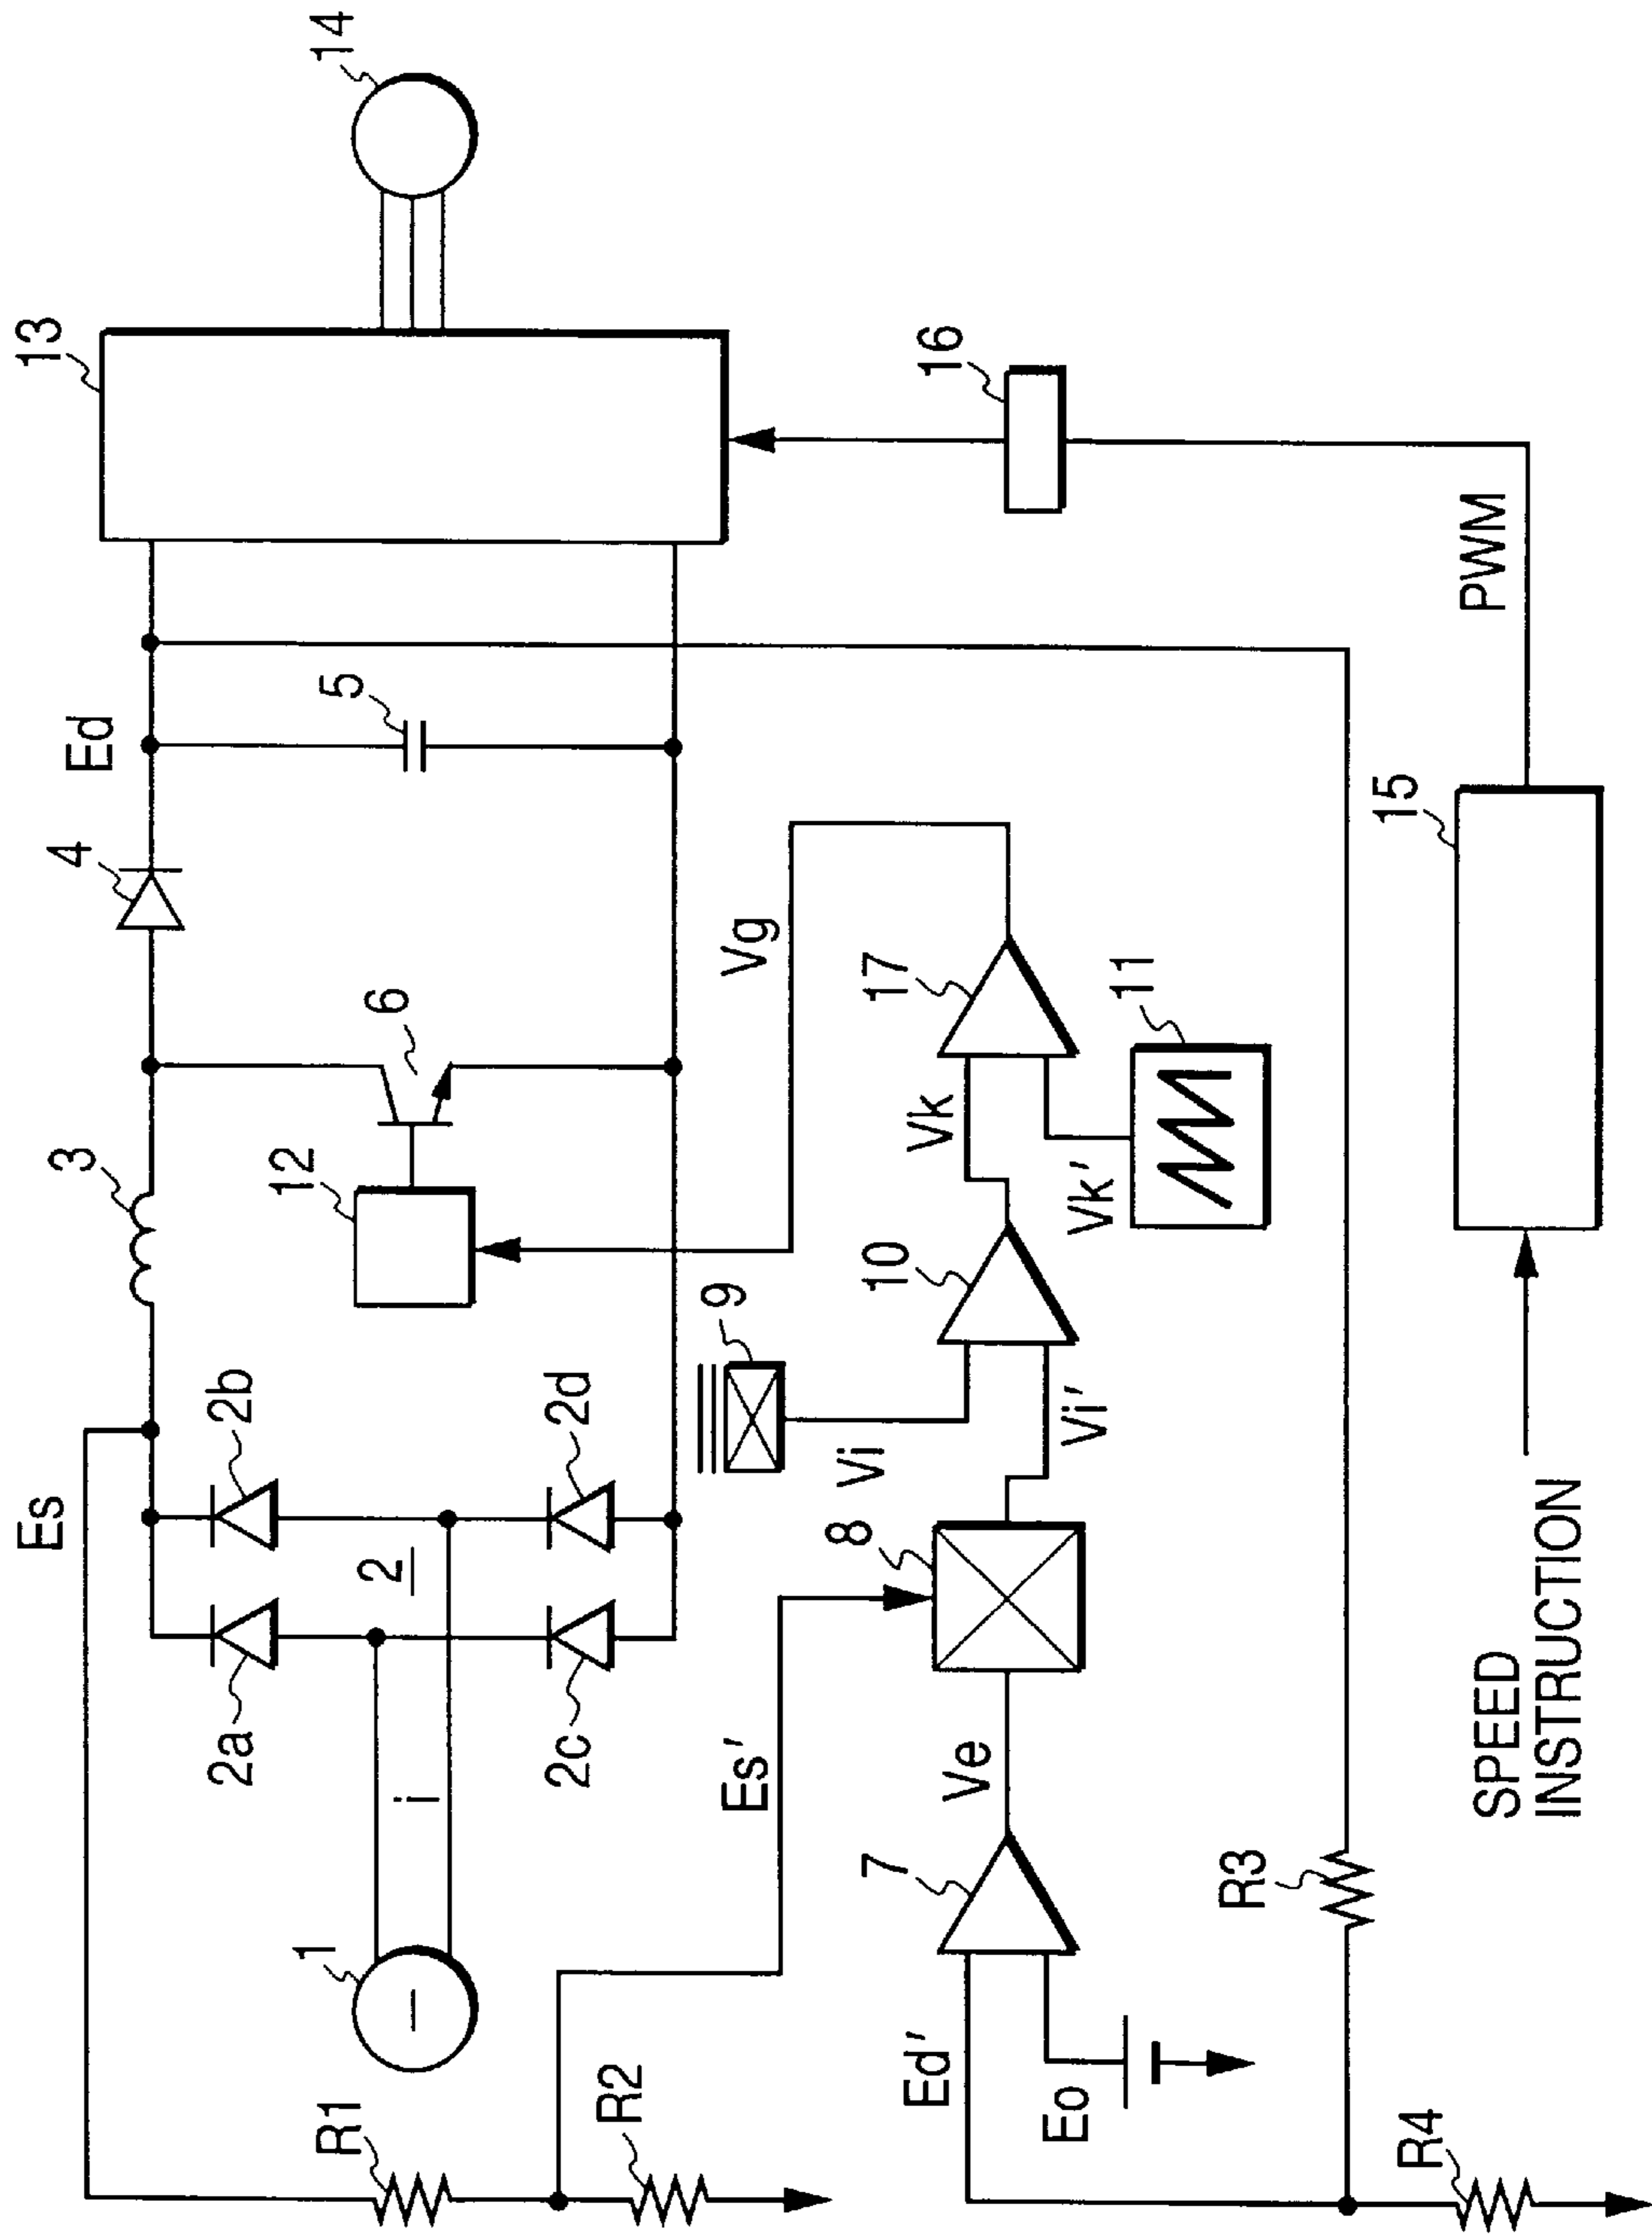 Es
R1
R2
1
i
2a
2b
2
2c
2d
3
12
6
4
Ed
5
13
14
Es′
9
Vi
Vg
Ed′
Eo
7
Ve
8
Vi′
10
Vk
Vk′
17
11
16
R3
R4
SPEED
INSTRUCTION
15
PWM